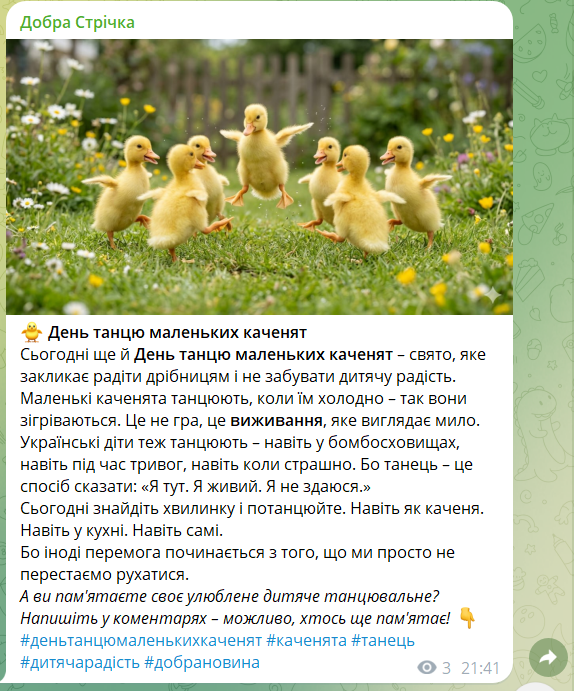 Добра Стрічка
🐥 День танцю маленьких каченят
Сьогодні ще й День танцю маленьких каченят – свято, яке
закликає радіти дрібницям і не забувати дитячу радість.
Маленькі каченята танцюють, коли їм холодно – так вони
зігріваються. Це не гра, це виживання, яке виглядає мило.
Українські діти теж танцюють – навіть у бомбосховищах,
навіть під час тривог, навіть коли страшно. Бо танець – це
спосіб сказати: «Я тут. Я живий. Я не здаюся.»
Сьогодні знайдіть хвилинку і потанцюйте. Навіть як каченя.
Навіть у кухні. Навіть самі.
Бо іноді перемога починається з того, що ми просто не
перестаємо рухатися.
А ви пам'ятаєте своє улюблене дитяче танцювальне?
Напишіть у коментарях – можливо, хтось ще пам'ятає! 👇
#деньтанцюмаленькихкаченят #каченята #танець
#дитячарадість #добрановина
3 21:41